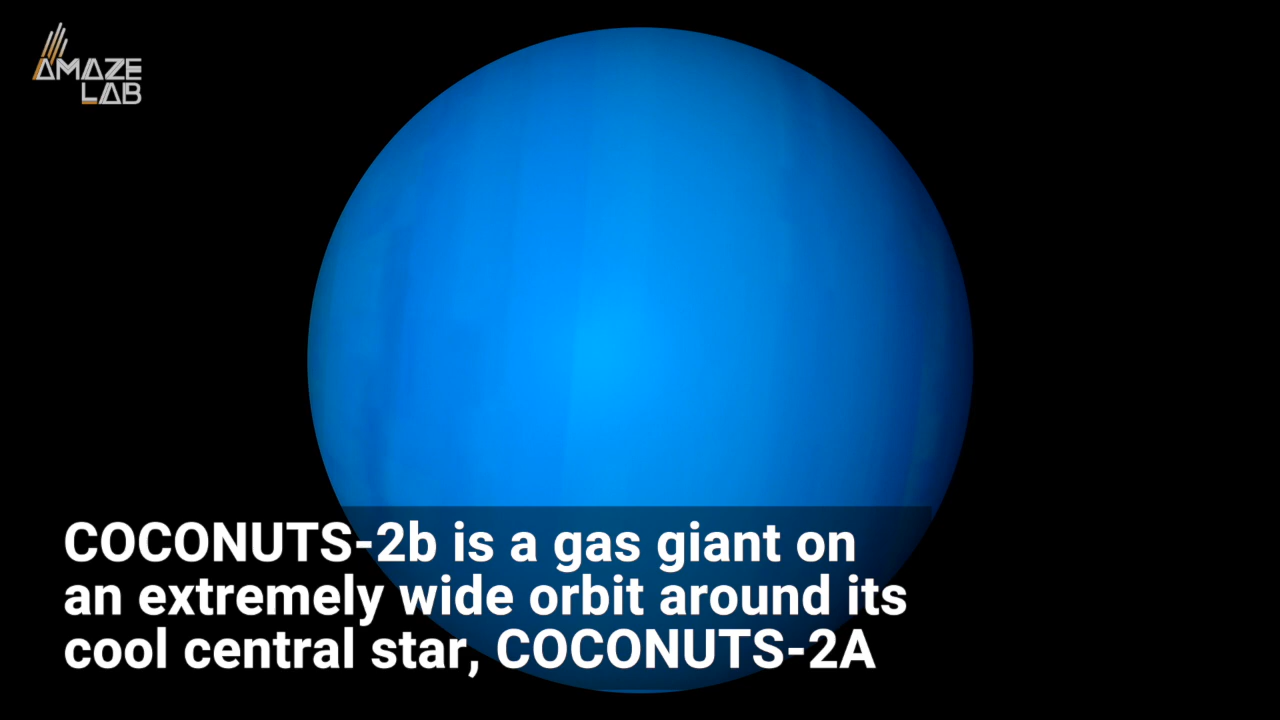 AMAZE
LAB
COCONUTS-2b is a gas giant on
an extremely wide orbit around its
cool central star, COCONUTS-2A